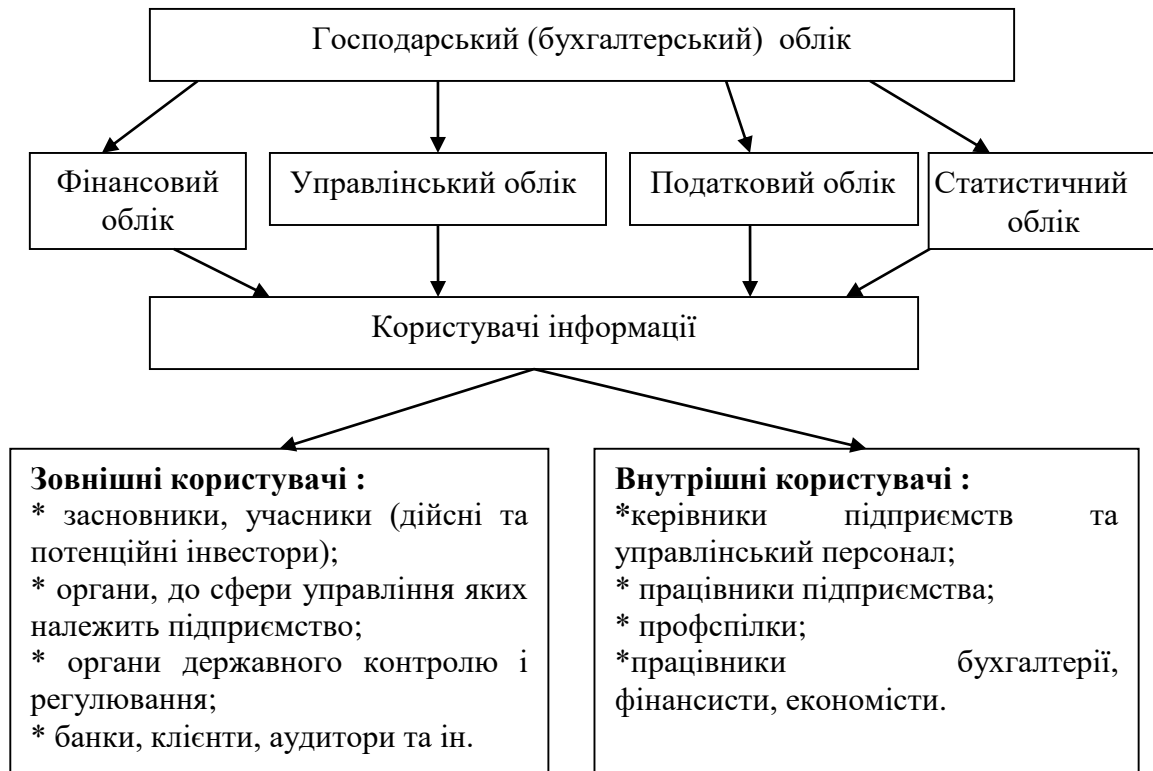 Господарський (бухгалтерський) облік
Фінансовий
облік
Управлінський облік
Податковий облік
Статистичний
облік
Користувачі інформації
Зовнішні користувачі :
* засновники, учасники (дійсні та
потенційні інвестори);
* органи, до сфери управління яких
належить підприємство;
* органи державного контролю і
регулювання;
* банки, клієнти, аудитори та ін.
Внутрішні користувачі :
*керівники підприємств та
управлінський персонал;
* працівники підприємства;
* профспілки;
*працівники бухгалтерії,
фінансисти, економісти.